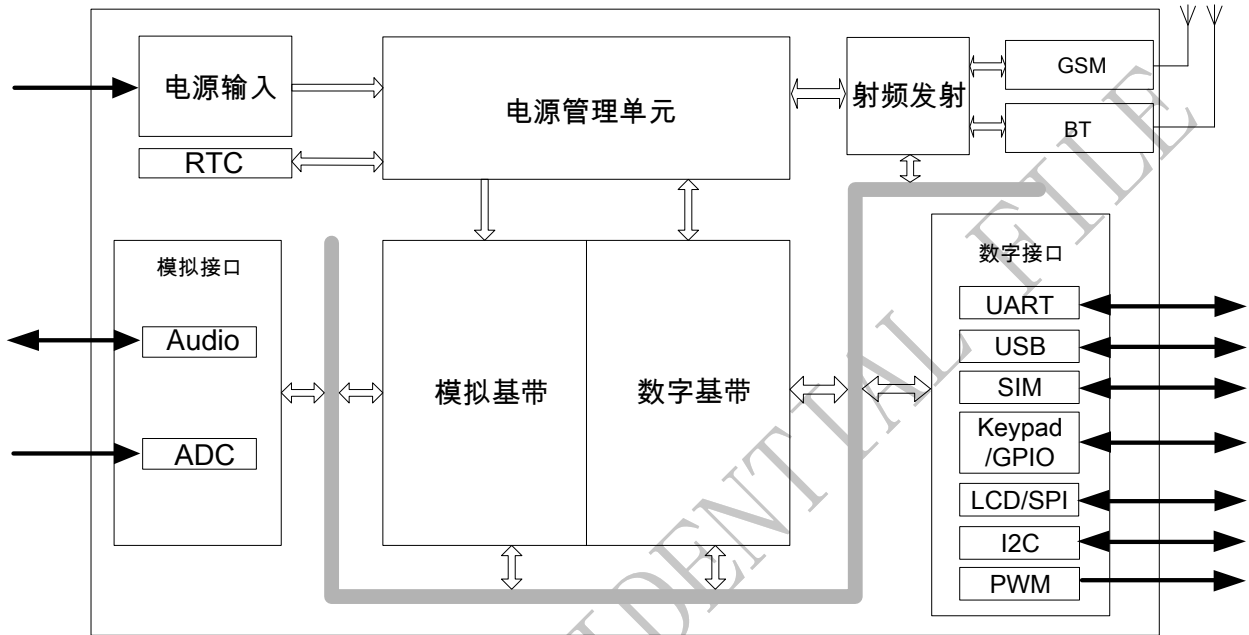 电源输入
电源管理单元
射频发射
GSM
BT
RTC
模拟接口
Audio
ADC
模拟基带
数字基带
数字接口
UART
USB
SIM
Keypad
/GPIO
LCD/SPI
I2C
PWM
IDENTIAL FILE